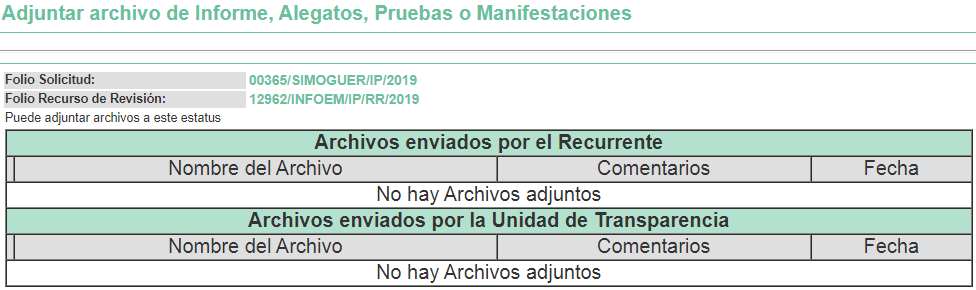 Adjuntar archivo de Informe, Alegatos, Pruebas o Manifestaciones
Folio Solicitud: 00365/SIMOGUER/IP/2019
Folio Recurso de Revisión: 12962/INFOEM/IP/RR/2019
Puede adjuntar archivos a este estatus
Archivos enviados por el Recurrente
Nombre del Archivo Comentarios Fecha
No hay Archivos adjuntos
Archivos enviados por la Unidad de Transparencia
Nombre del Archivo Comentarios Fecha
No hay Archivos adjuntos